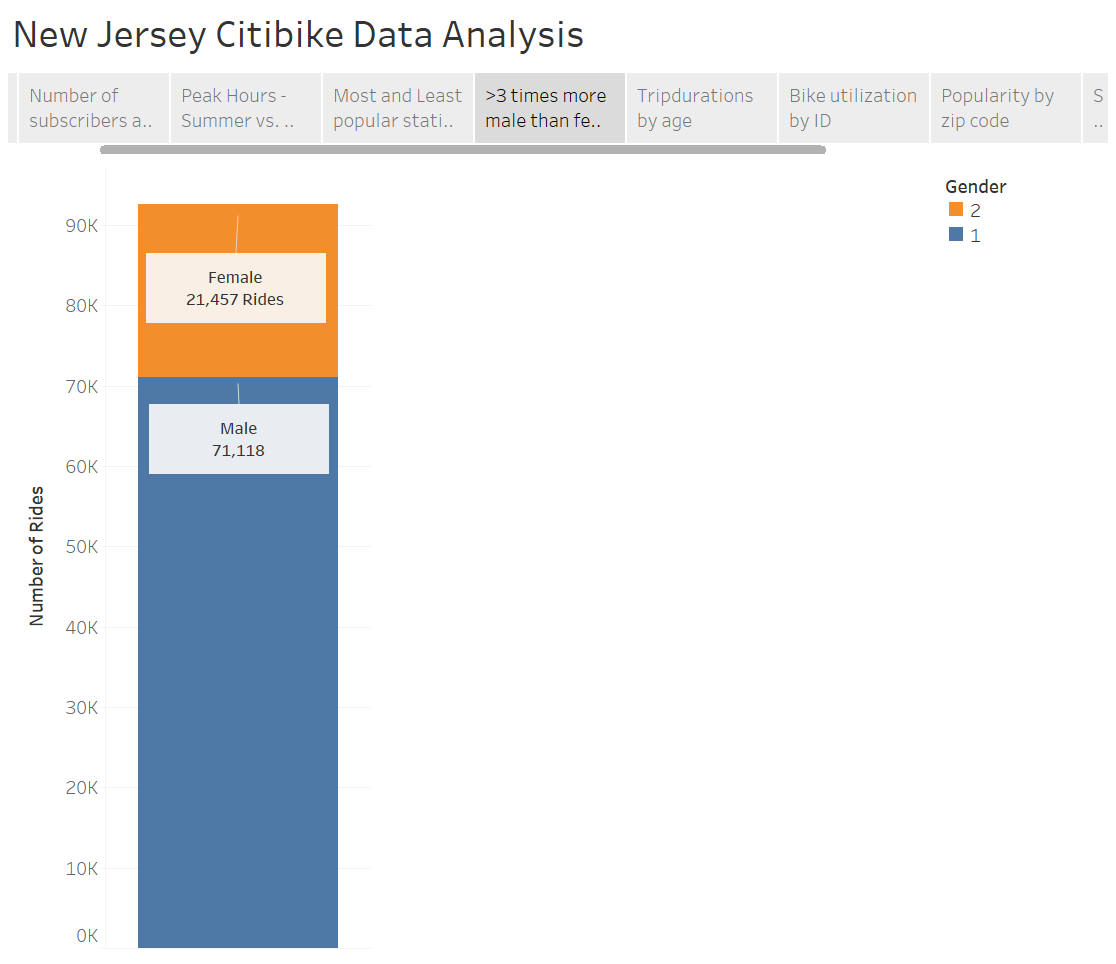 New Jersey Citibike Data Analysis
Number of
subscribers a..
Peak Hours -
Summer vs. ..
Most and Least
popular stati..
>3 times more
male than fe..
Tripdurations
by age
Bike utilization
by ID
Popularity by
zip code
S
..
Gender
2
1
90K
80K
70K
60K
50K
40K
30K
20K
10K
0K
Number of Rides
Female
21,457 Rides
Male
71,118